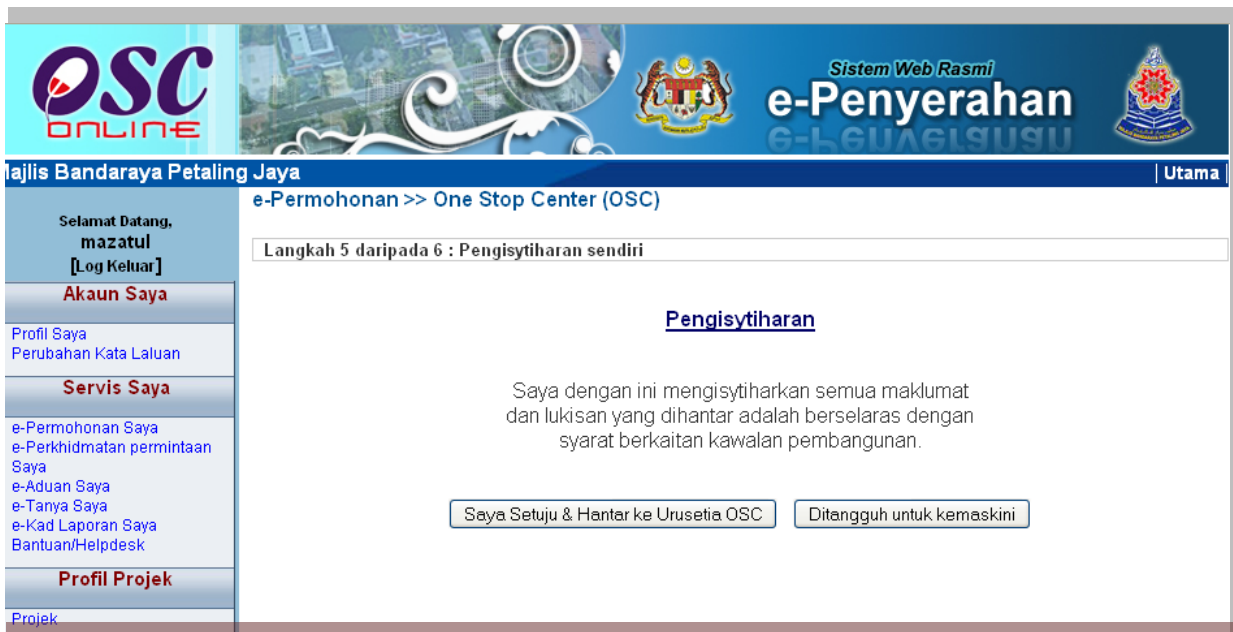 OSC
ONLINE
Sistem Web Rasmi
e-Penyerahan
ajlis Bandaraya Petaling Jaya
| Utama |
Selamat Datang,
mazatul
[Log Keluar]
Akaun Saya
Profil Saya
Perubahan Kata Laluan
Servis Saya
e-Permohonan Saya
e-Perkhidmatan permintaan
Saya
e-Aduan Saya
e-Tanya Saya
e-Kad Laporan Saya
Bantuan/Helpdesk
Profil Projek
Projek
e-Permohonan >> One Stop Center (OSC)
Langkah 5 daripada 6 : Pengisytiharan sendiri
Pengisytiharan
Saya dengan ini mengisytiharkan semua maklumat
dan lukisan yang dihantar adalah berselaras dengan
syarat berkaitan kawalan pembangunan.
Saya Setuju & Hantar ke Urusetia OSC
Ditangguh untuk kemaskini